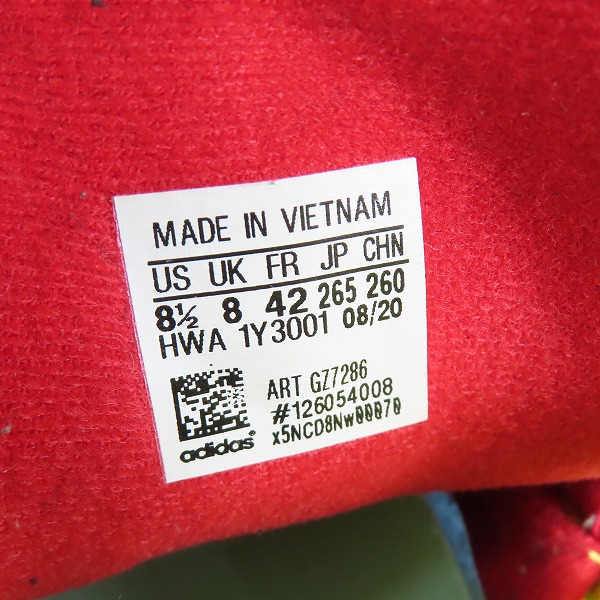 MADE IN VIETNAM
US UK FR JP CHN
8½ 8 42 265 260
HWA 1Y3001 08/20
ART GZ7286
#126054008
x5NCD8Nw00070
adidas